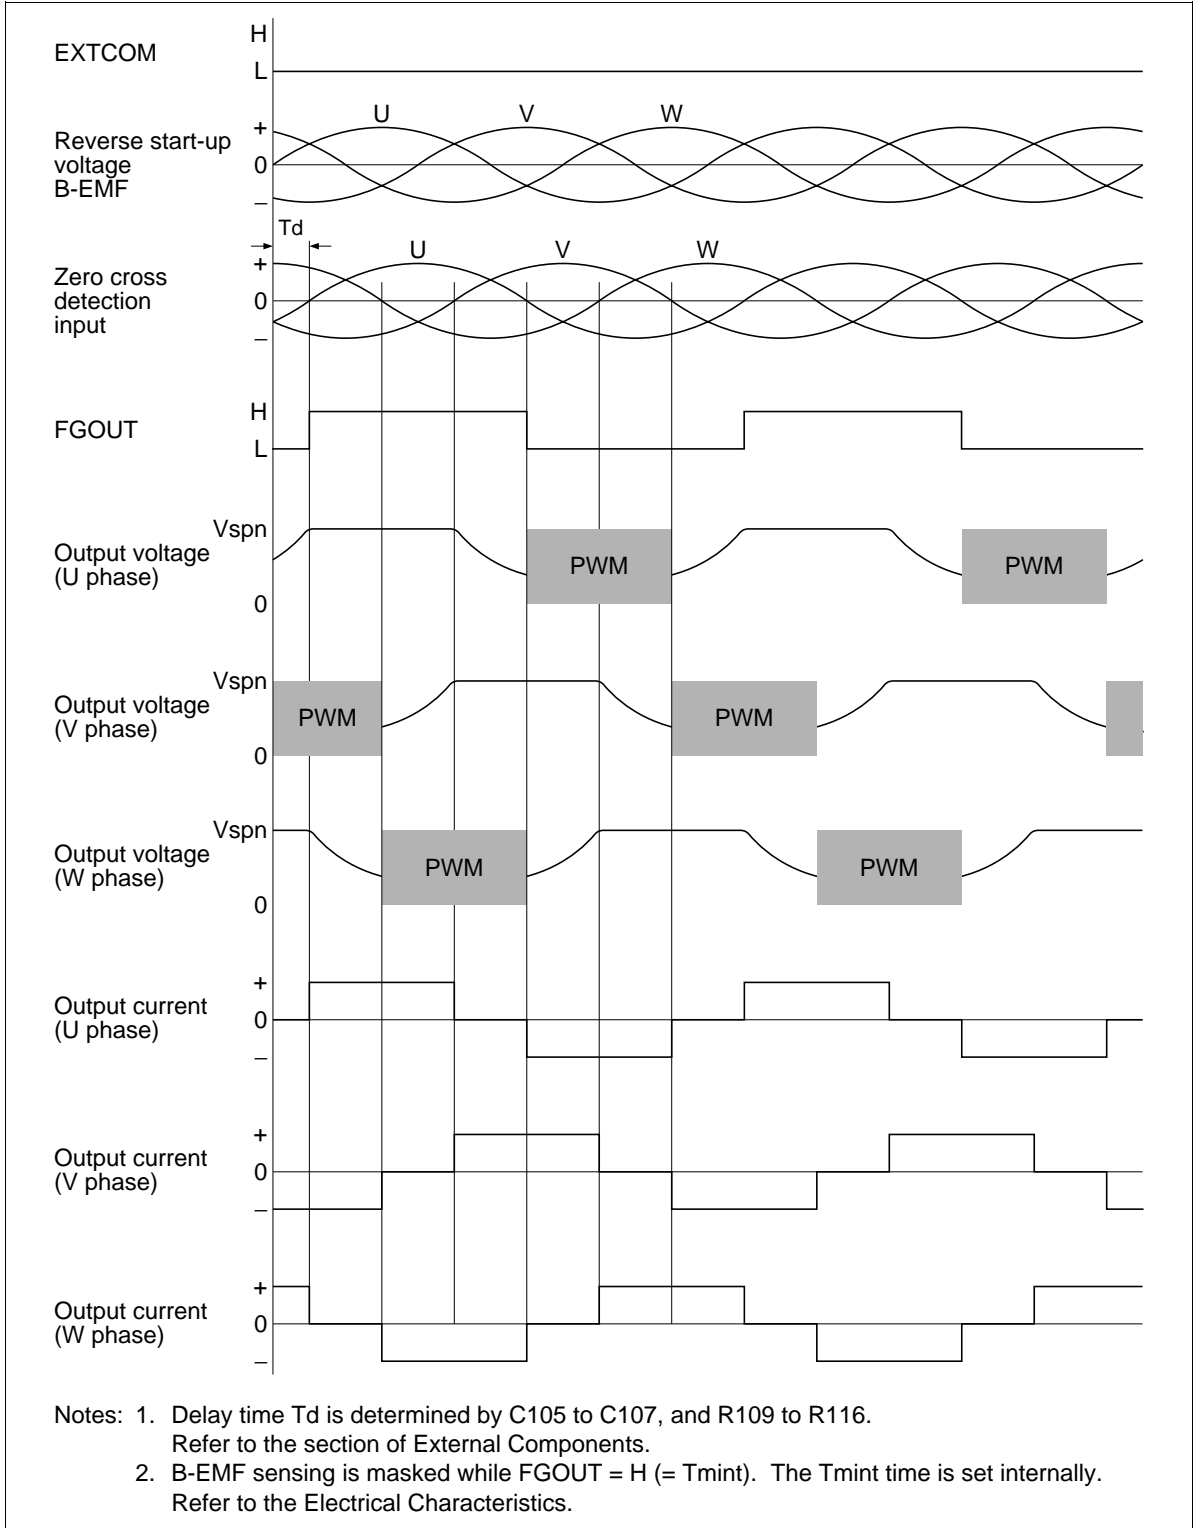 H
EXTCOM
L
U V W
+
Reverse start-up
voltage
0
B-EMF
–
Td
U V W
+
Zero cross
detection
0
input
–
H
FGOUT
L
Vspn
Output voltage
(U phase)
PWM PWM
0
Vspn
Output voltage
(V phase)
PWM PWM
0
Vspn
Output voltage
(W phase)
PWM PWM
0
+
Output current
(U phase)
0
–
+
Output current
(V phase)
0
–
+
Output current
(W phase)
0
–
Notes: 1. Delay time Td is determined by C105 to C107, and R109 to R116.
Refer to the section of External Components.
2. B-EMF sensing is masked while FGOUT = H (= Tmint). The Tmint time is set internally.
Refer to the Electrical Characteristics.